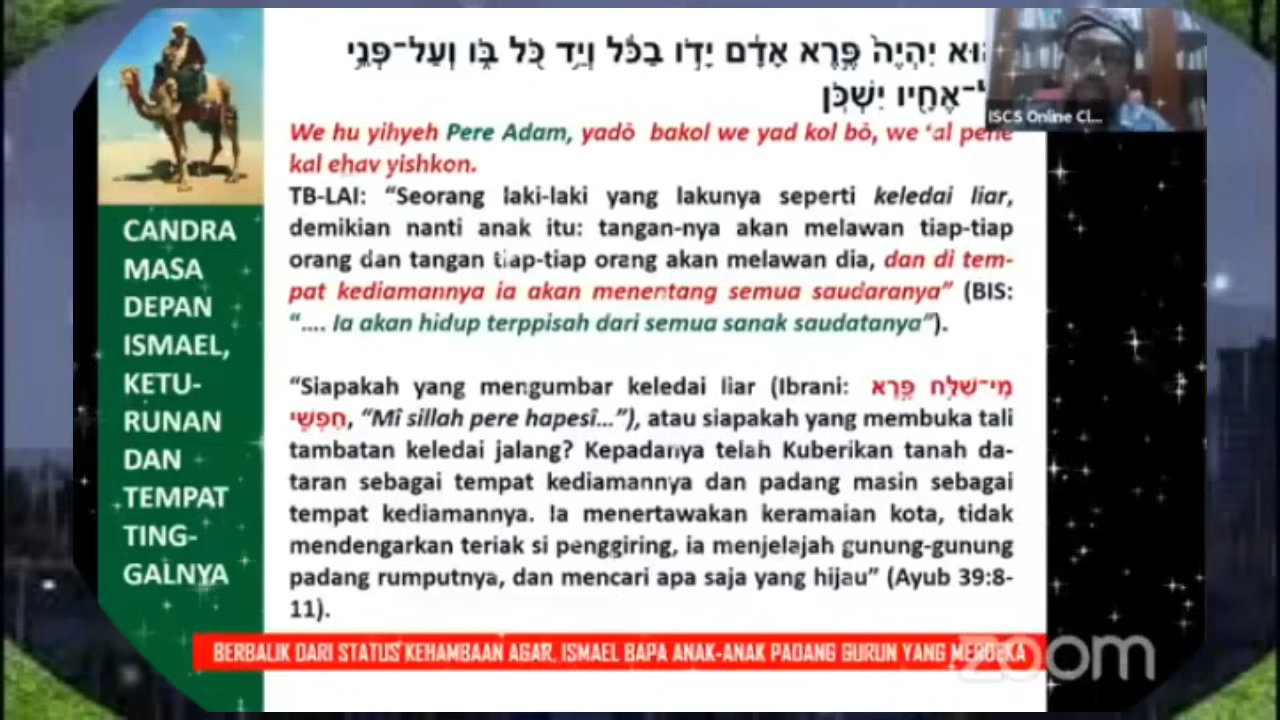 CANDRA
MASA
DEPAN
ISMAEL,
KETU-
RUNAN
DAN
TEMPAT
TING-
GALNYA
יִהְיֶה֙ פֶּ֣רֶא אָדָ֔ם יָד֣וֹ בַכֹּ֔ל וְיַ֥ד כֹּ֖ל בּ֑וֹ וְעַל־פְּנֵ֥י
אֶחָ֖יו יִשְׁכֹּֽן
We hu yihyeh Pere Adam, yadō bakol we yad kol bō, we ‘al pene
kal ehav yishkon.
TB-LAI: “Seorang laki-laki yang lakunya seperti keledai liar,
demikian nanti anak itu: tangan-nya akan melawan tiap-tiap
orang dan tangan tiap-tiap orang akan melawan dia, dan di tem-
pat kediamannya ia akan menentang semua saudaranya” (BIS:
“.... Ia akan hidup terppisah dari semua sanak saudatanya”).
“Siapakah yang mengumbar keledai liar (Ibrani: מִֽי־שִׁלַּ֣ח פֶּ֣רֶא
חָפְשִׁ֑י, “Mî sillah pere hapesî...”), atau siapakah yang membuka tali
tambatan keledai jalang? Kepadanya telah Kuberikan tanah da-
taran sebagai tempat kediamannya dan padang masin sebagai
tempat kediamannya. Ia menertawakan keramaian kota, tidak
mendengarkan teriak si penggiring, ia menjelajah gunung-gunung
padang rumputnya, dan mencari apa saja yang hijau” (Ayub 39:8-
11).
BERBALIK DARI STATUS KEHAMBAAN AGAR, ISMAEL BAPA ANAK-ANAK PADANG GURUN YANG MERDEKA
ISCS Online Cl...
zoom